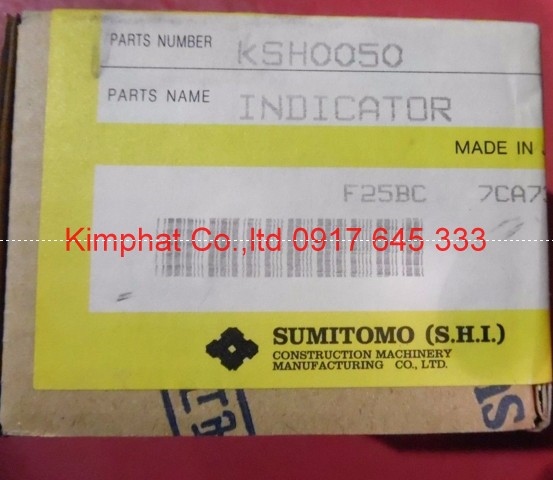 PARTS NUMBER KSH0050
PARTS NAME INDICATOR
MADE IN
F25BC 7CA7
Kimphat Co.,ltd 0917 645 333
SUMITOMO (S.H.I.)
CONSTRUCTION MACHINERY
MANUFACTURING CO., LTD.